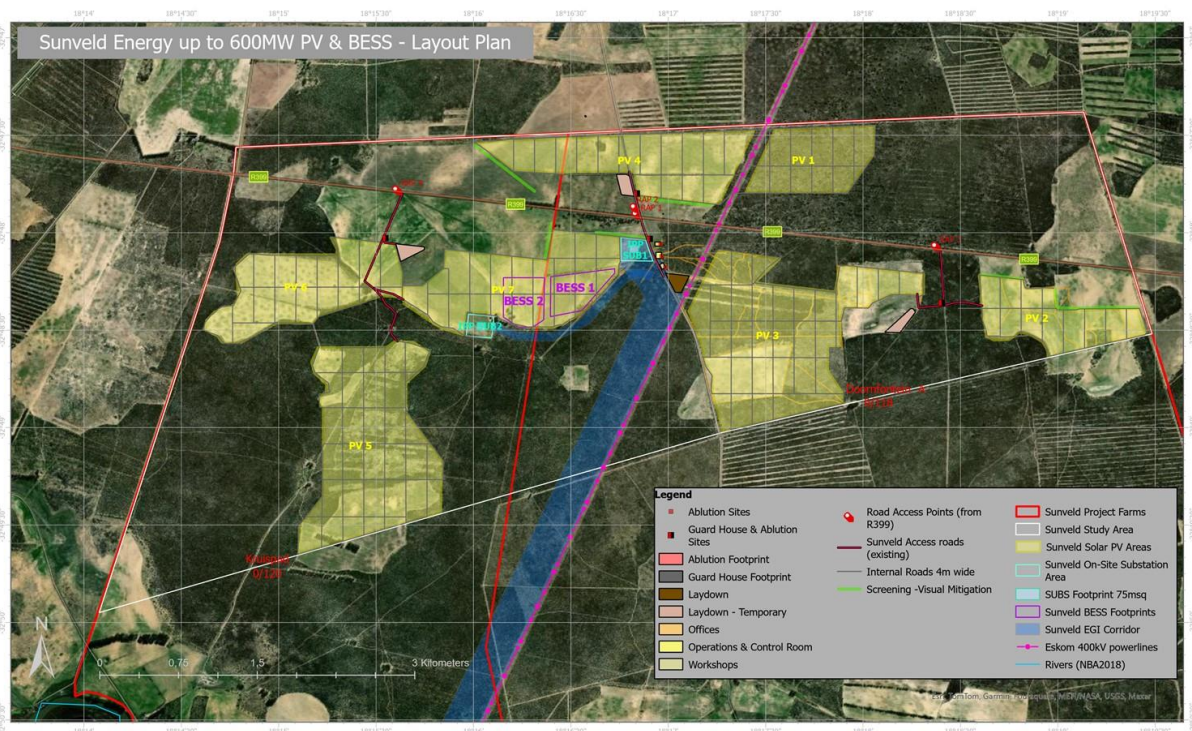 18°14' 18°14'30" 18°15' 18°15'30" 18°16' 18°16'30" 18°17' 18°17'30" 18°18' 18°18'30" 18°19' 18°19'30"
Sunveld Energy up to 600MW PV & BESS - Layout Plan
PV 4
PV 1
R399
R399
R399
R399
SUB1
PV 6
PV 7
BESS 1
BESS 2
PV 2
PV 3
PV 5
N
0 0,75 1,5 3 Kilometers
Legend
Ablution Sites
Guard House & Ablution
Sites
Ablution Footprint
Guard House Footprint
Laydown
Laydown - Temporary
Offices
Operations & Control Room
Workshops
Road Access Points (from
R399)
Sunveld Access roads
(existing)
Internal Roads 4m wide
Screening -Visual Mitigation
Sunveld Project Farms
Sunveld Study Area
Sunveld Solar PV Areas
Sunveld On-Site Substation
Area
SUBS Footprint 75msq
Sunveld BESS Footprints
Sunveld EGI Corridor
Eskom 400kV powerlines
Rivers (NBA2018)